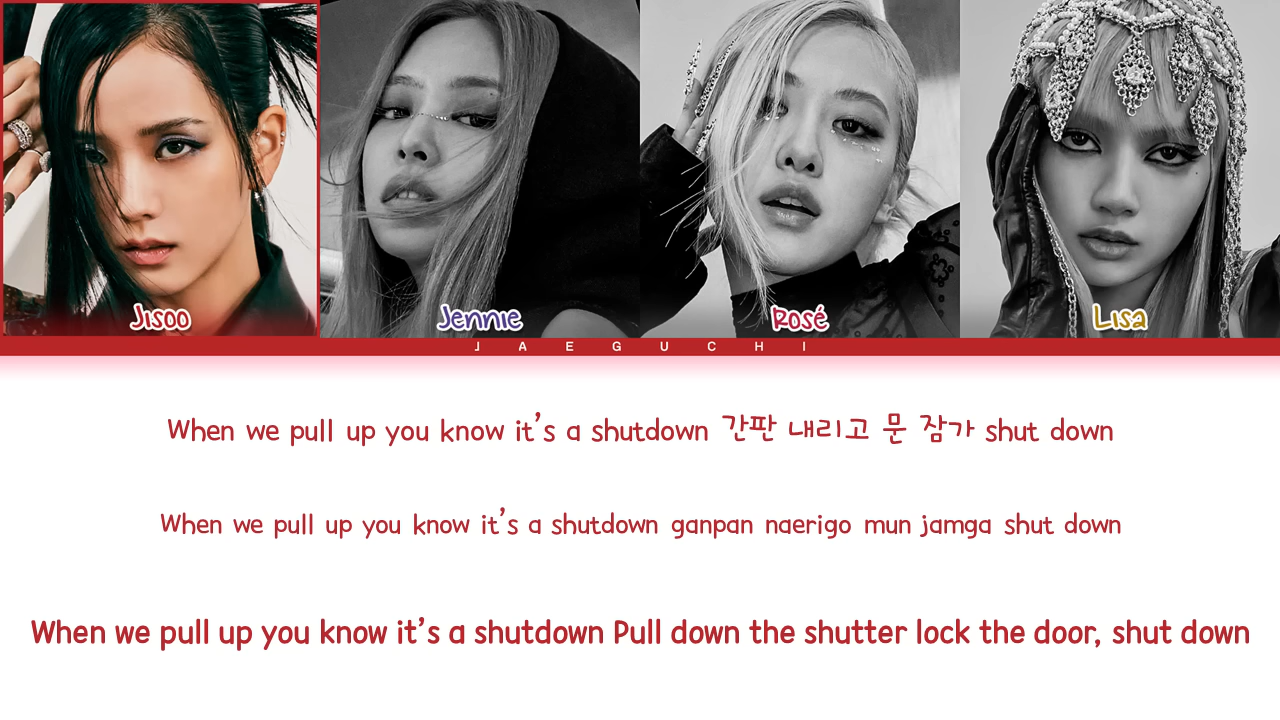 Jisoo
Jennie
Rosé
Lisa
JAEGUCHI
When we pull up you know it's a shutdown 간판 내리고 문 잠가 shut down
When we pull up you know it's a shutdown ganpan naerigo mun jamga shut down
When we pull up you know it's a shutdown Pull down the shutter lock the door, shut down